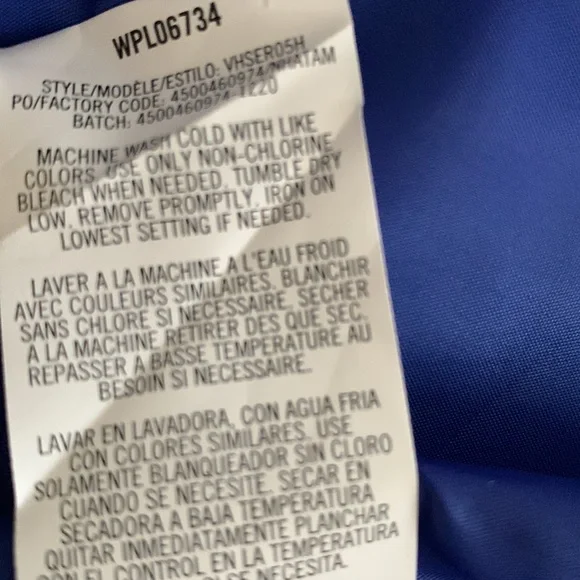 WPL06734
STYLE/MODÈLE/ESTILO: VHSER05H
PO/FACTORY CODE: 4500460974/NHATAM
BATCH: 4500460974-1220
MACHINE WASH COLD WITH LIKE
COLORS. USE ONLY NON-CHLORINE
BLEACH WHEN NEEDED. TUMBLE DRY
LOW. REMOVE PROMPTLY. IRON ON
LOWEST SETTING IF NEEDED.
LAVER A LA MACHINE A L'EAU FROID
AVEC COULEURS SIMILAIRES. BLANCHIR
SANS CHLORE SI NECESSAIRE. SECHER
A LA MACHINE RETIRER DES QUE SEC.
REPASSER A BASSE TEMPERATURE AU
BESOIN SI NECESSAIRE.
LAVAR EN LAVADORA, CON AGUA FRIA
CON COLORES SIMILARES. USE
SOLAMENTE BLANQUEADOR SIN CLORO
CUANDO SE NECESITE. SECAR EN
SECADORA A BAJA TEMPERATURA
QUITAR INMEDIATAMENTE PLANCHAR
CON EL CONTROL EN LA TEMPERATURA
SE NECESITA.